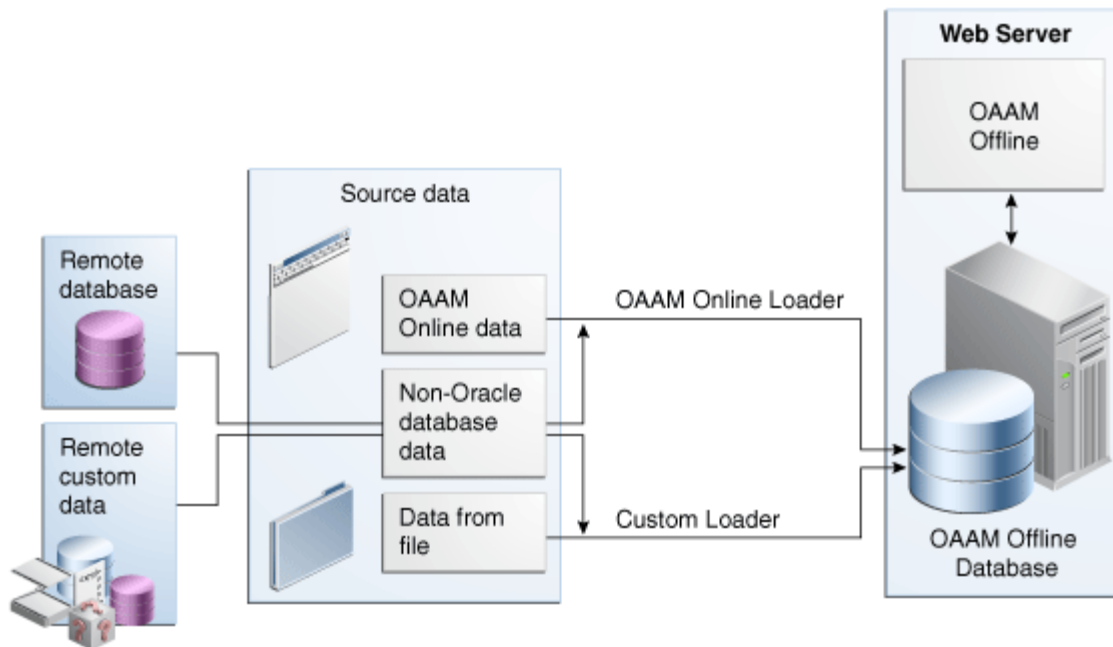 Web Server
OAAM
Offline
Source data
Remote
database
OAAM
Online data
OAAM Online Loader
Non-Oracle
database
data
Remote
custom
data
Data from
file
Custom Loader
OAAM Offline
Database